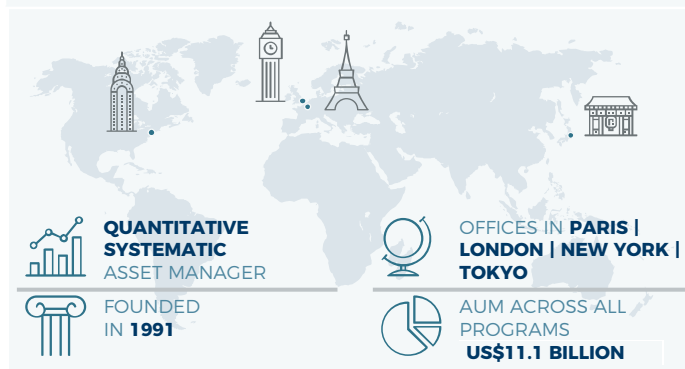 QUANTITATIVE
SYSTEMATIC
ASSET MANAGER
OFFICES IN PARIS |
LONDON | NEW YORK |
TOKYO
FOUNDED
IN 1991
AUM ACROSS ALL
PROGRAMS
US$11.1 BILLION